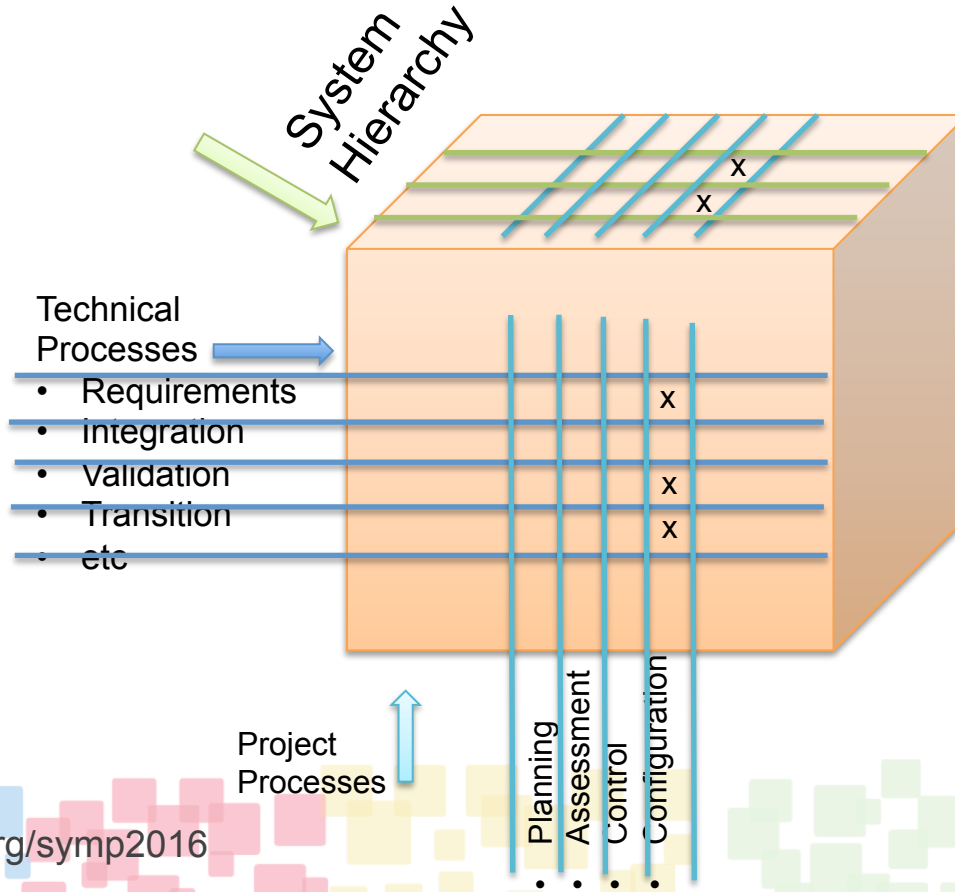 System
Hierarchy
x
x
Technical
Processes
• Requirements
• Integration
• Validation
• Transition
• etc
x
x
x
Project
Processes
• Planning
• Assessment
• Control
• Configuration
rg/symp2016